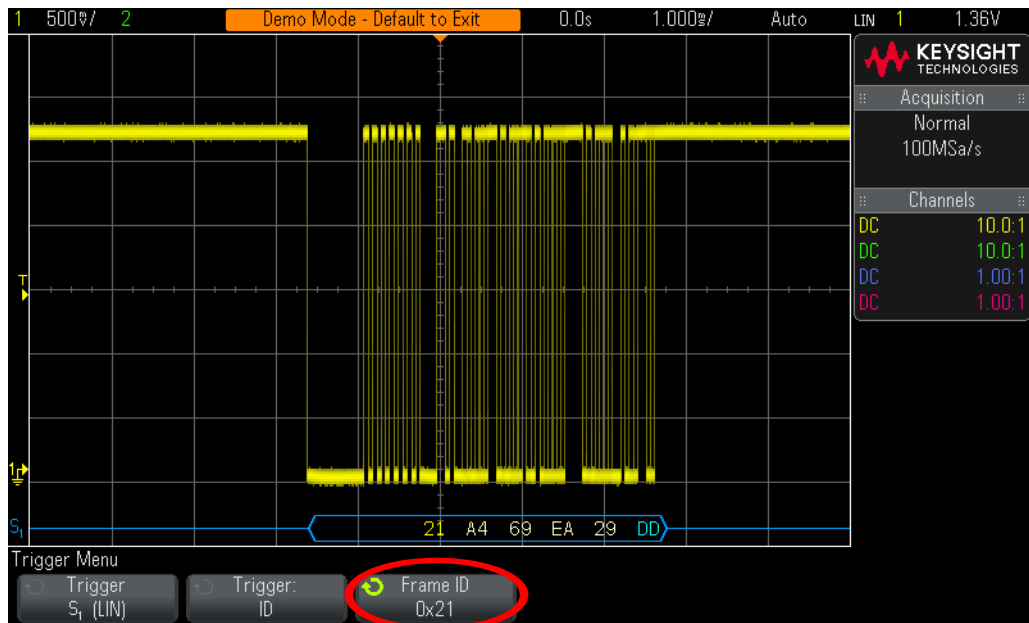 1 500mV/ 2 Demo Mode - Default to Exit 0.0s 1.000ms/ Auto LIN 1 1.36V
KEYSIGHT
TECHNOLOGIES
Acquisition
Normal
100MSa/s
Channels
DC 10.0:1
DC 10.0:1
DC 1.00:1
DC 1.00:1
T
1
S1 21 A4 69 EA 29 DD
Trigger Menu
Trigger Trigger: Frame ID
S1 (LIN) ID 0x21